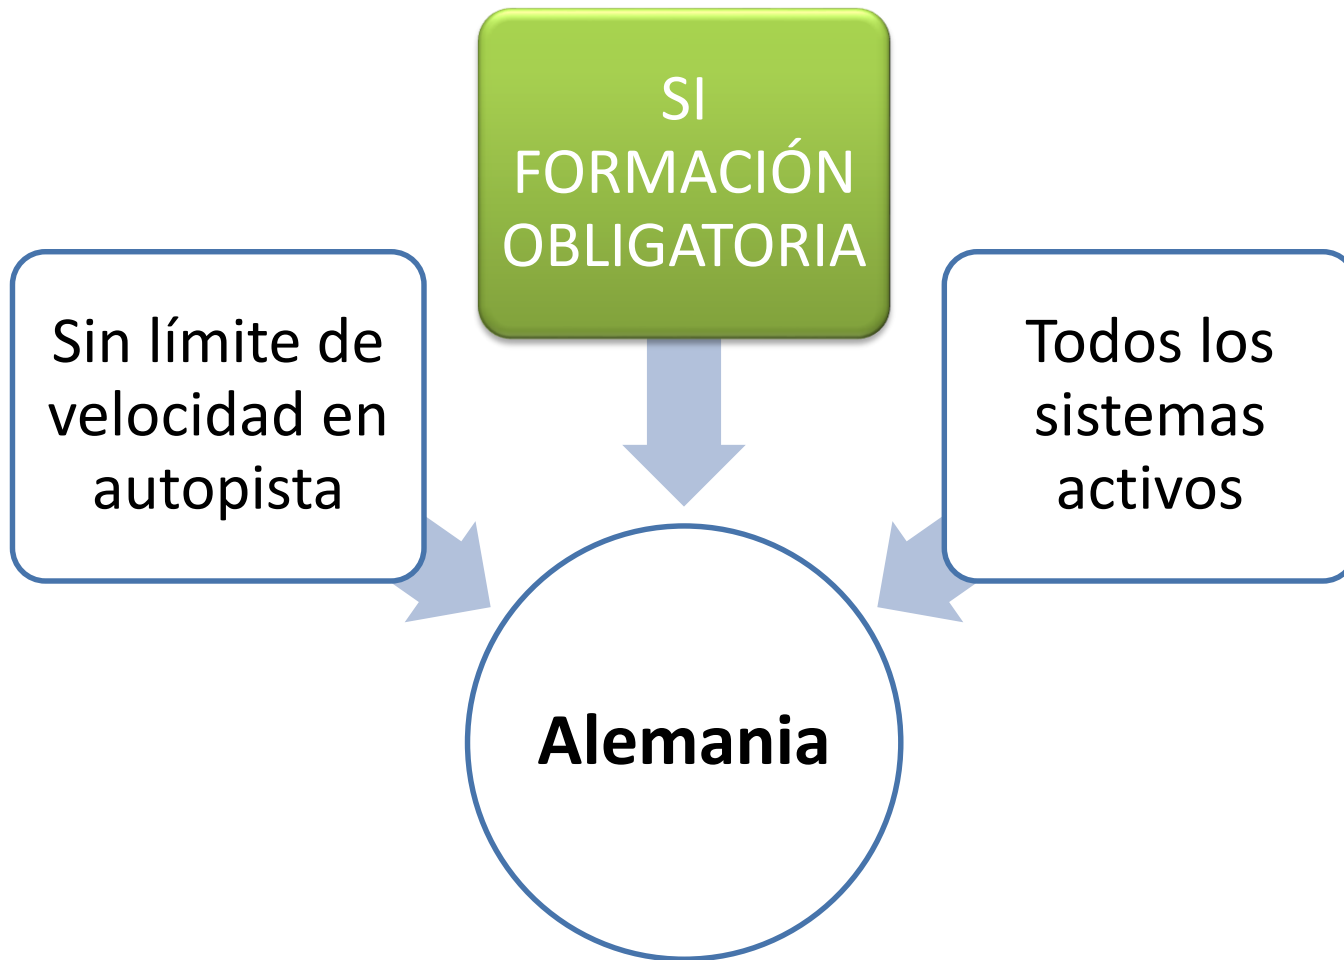 SI
FORMACIÓN
OBLIGATORIA
Sin límite de
velocidad en
autopista
Todos los
sistemas
activos
Alemania